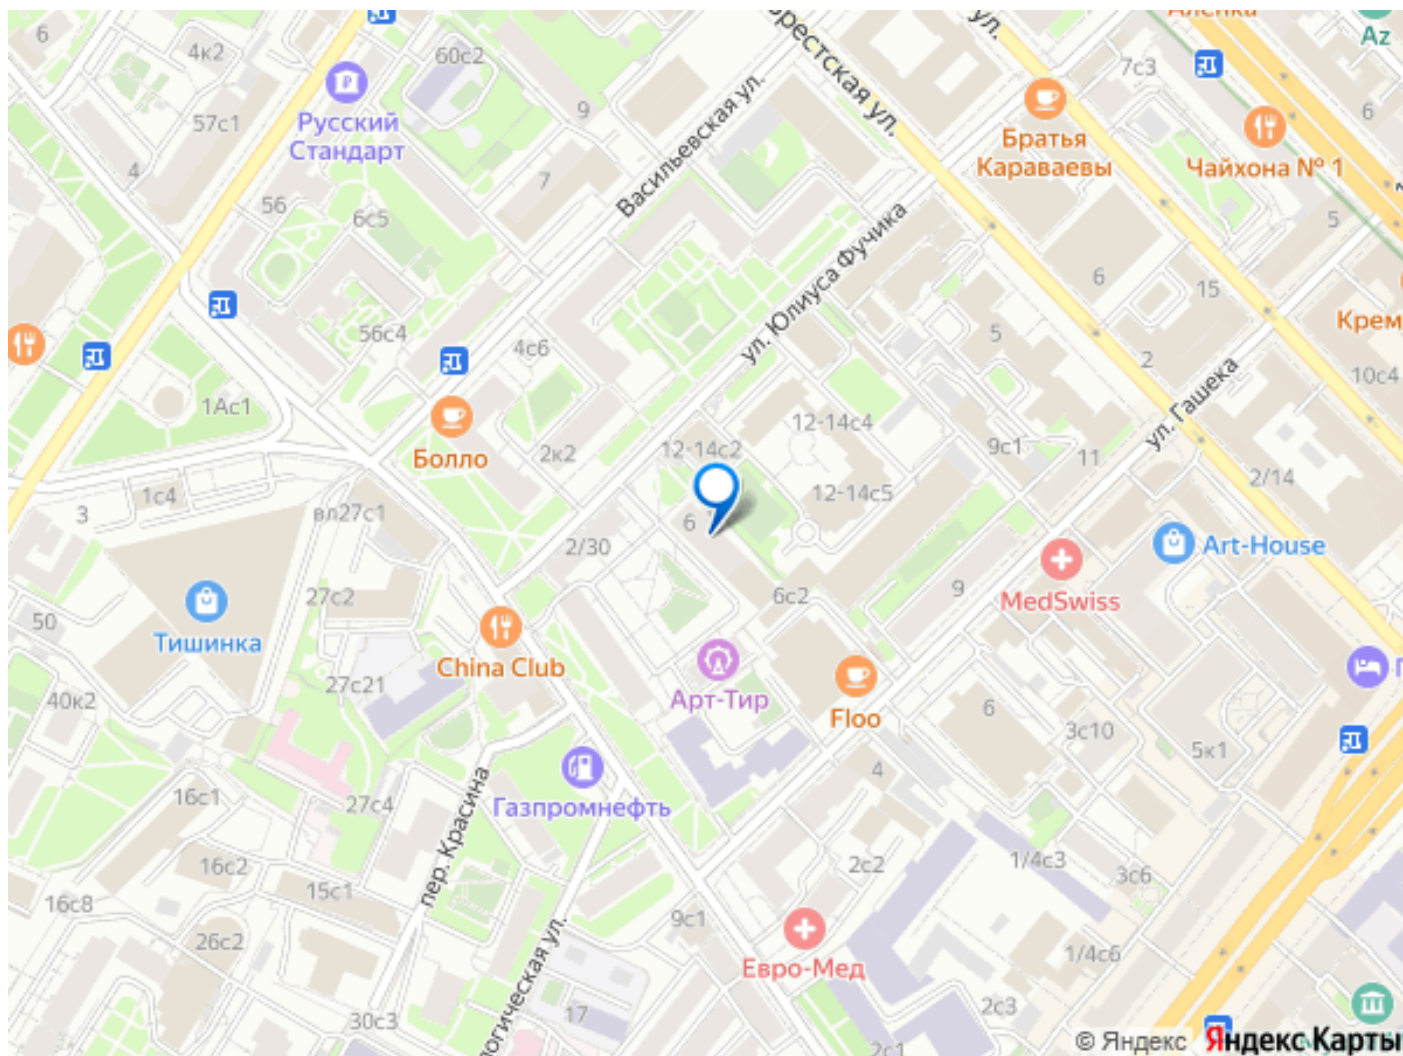 Алёнка
Az
6
4к2
60с2
ул.
7с3
Брестская ул.
Русский
Стандарт
57с1
9
Васильевская ул.
Братья
Караваевы
Чайхона № 1
6
4
7
56
6с5
5
ул. Юлиуса Фучика
6
15
Крем
56с4
4с6
5
2
10с4
1Ас1
12-14с4
ул. Гашека
Болло
2к2
12-14с2
9с1
11
2/14
1с4
3
вл27с1
12-14с5
6
2/30
Art-House
MedSwiss
9
6с2
27с2
50
Тишинка
China Club
27с21
40к2
Арт-Тир
Floo
6
3с10
5к1
16с1
27с4
пер. Красина
Газпромнефть
4
16с2
15с1
2с2
1/4с3
3с6
16с8
26с2
9с1
Евро-Мед
1/4с6
30с3
логическая ул.
17
2с3
2с1
© Яндекс Яндекс Карты